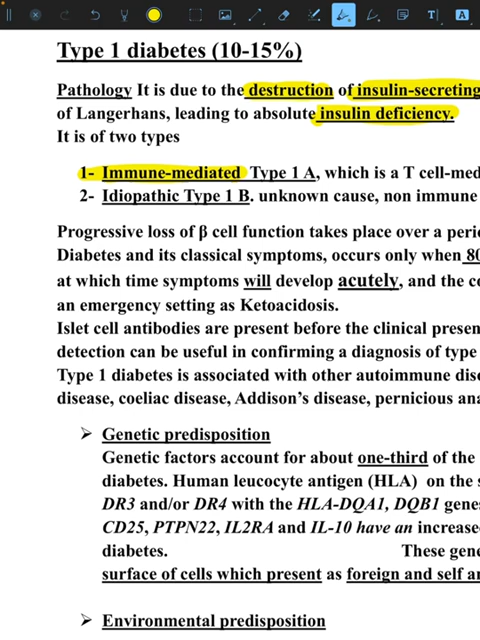 Type 1 diabetes (10-15%)
Pathology It is due to the destruction of insulin-secreting
of Langerhans, leading to absolute insulin deficiency.
It is of two types
1- Immune-mediated Type 1 A, which is a T cell-med
2- Idiopathic Type 1 B. unknown cause, non immune
Progressive loss of β cell function takes place over a peri
Diabetes and its classical symptoms, occurs only when 80
at which time symptoms will develop acutely, and the c
an emergency setting as Ketoacidosis.
Islet cell antibodies are present before the clinical presen
detection can be useful in confirming a diagnosis of type
Type 1 diabetes is associated with other autoimmune dise
disease, coeliac disease, Addison's disease, pernicious ana
➢ Genetic predisposition
Genetic factors account for about one-third of the
diabetes. Human leucocyte antigen (HLA) on the s
DR3 and/or DR4 with the HLA-DQA1, DQB1 gene
CD25, PTPN22, IL2RA and IL-10 have an increase
diabetes. These gene
surface of cells which present as foreign and self an
➢ Environmental predisposition